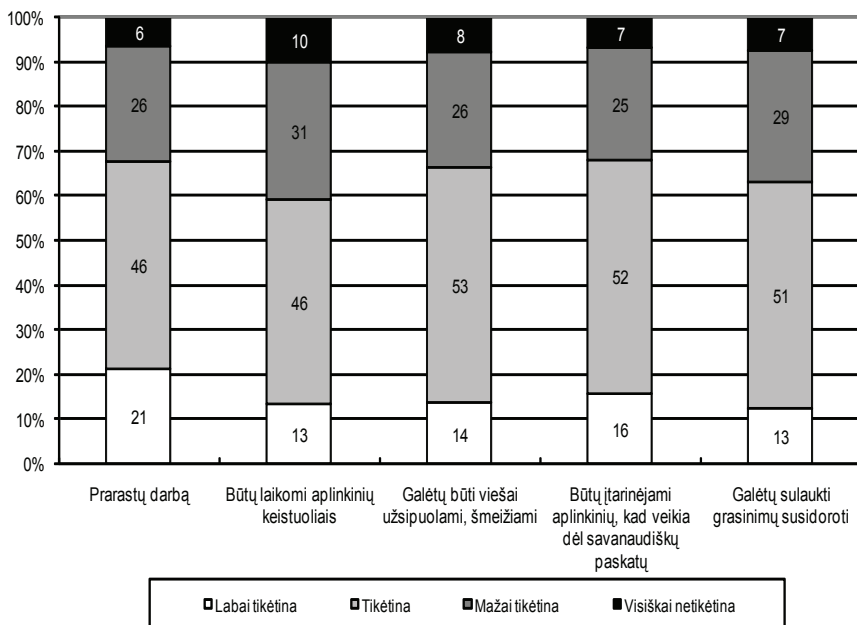 100%
90%
80%
70%
60%
50%
40%
30%
20%
10%
0%
6 10 8 7 7
26 31 26 25 29
46 46 53 52 51
21 13 14 16 13
Prarastų darbą
Būtų laikomi aplinkinių
keistuoliais
Galėtų būti viešai
užsipuolami, šmeižiami
Būtų įtarinėjami
aplinkinių, kad veikia
dėl savanaudiškų
paskatų
Galėtų sulaukti
grasinimų susidoroti
Labai tikėtina Tikėtina Mažai tikėtina Visiškai netikėtina